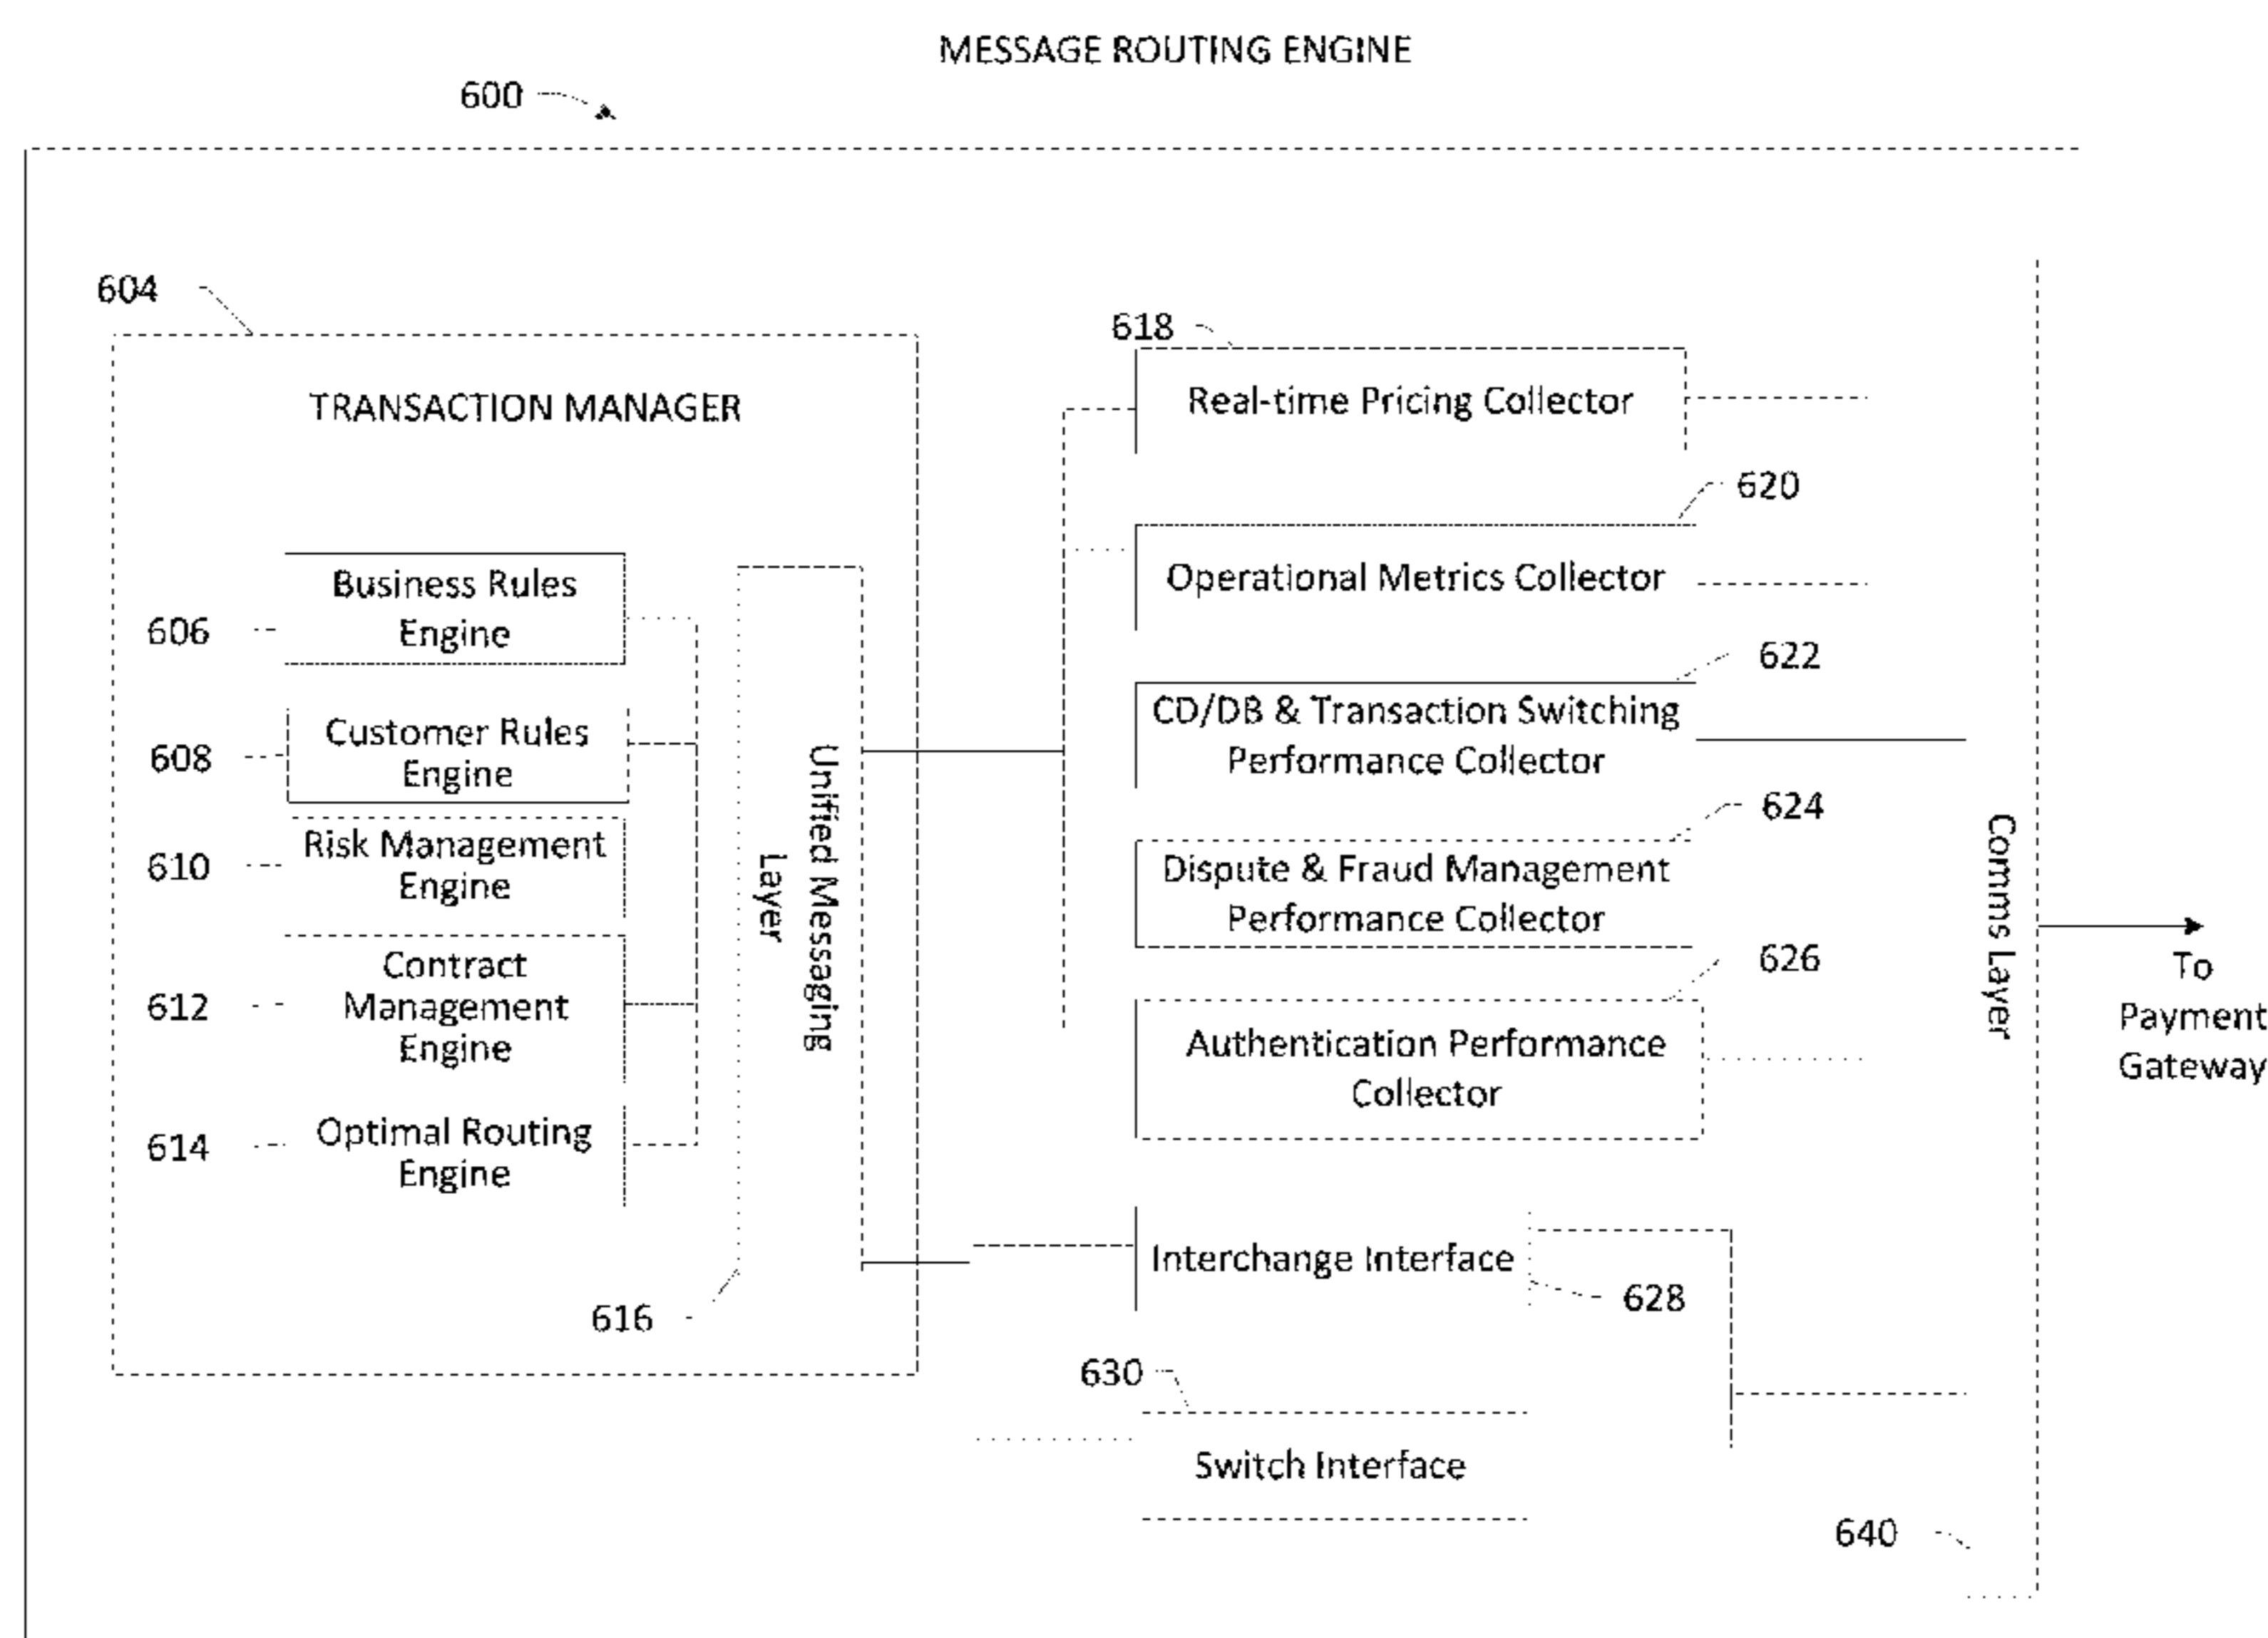 MESSAGE ROUTING ENGINE
600
604
TRANSACTION MANAGER
606
Business Rules
Engine
608
Customer Rules
Engine
610
Risk Management
Engine
612
Contract
Management
Engine
614
Optimal Routing
Engine
616
Unified Messaging
Layer
618
Real-time Pricing Collector
620
Operational Metrics Collector
622
CD/DB & Transaction Switching
Performance Collector
624
Dispute & Fraud Management
Performance Collector
626
Authentication Performance
Collector
Interchange Interface
628
630
Switch Interface
640
Comms Layer
To
Payment
Gateway